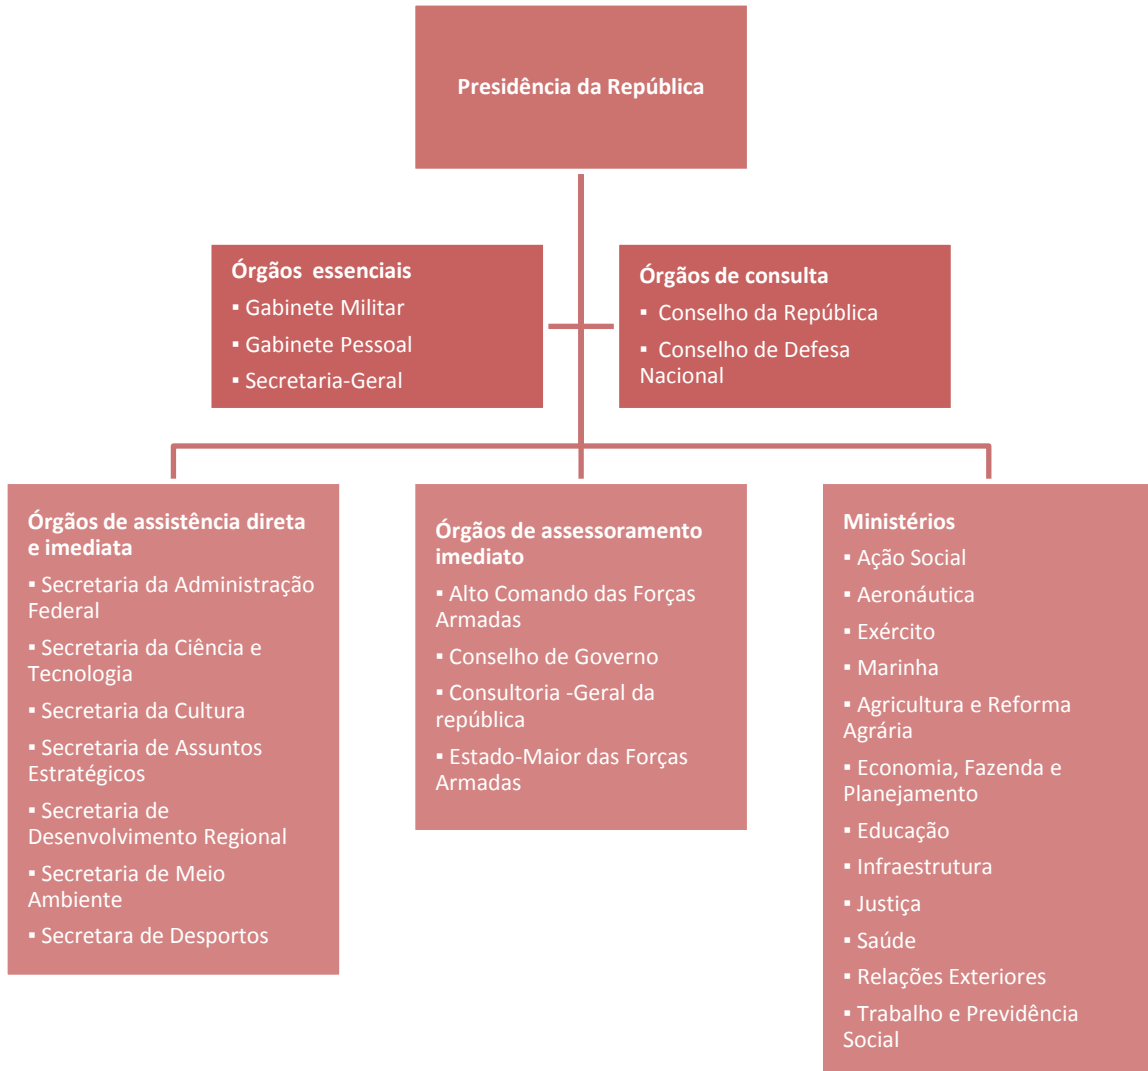 Presidência da República
Órgãos  essenciais
▪ Gabinete Militar
▪ Gabinete Pessoal
▪ Secretaria-Geral
Órgãos de consulta
▪  Conselho da República
▪  Conselho de Defesa
Nacional
Órgãos de assistência direta
e imediata
▪ Secretaria da Administração
Federal
▪ Secretaria da Ciência e
Tecnologia
▪ Secretaria da Cultura
▪ Secretaria de Assuntos
Estratégicos
▪ Secretaria de
Desenvolvimento Regional
▪ Secretaria de Meio
Ambiente
▪ Secretara de Desportos
Órgãos de assessoramento
imediato
▪ Alto Comando das Forças
Armadas
▪ Conselho de Governo
▪ Consultoria -Geral da
república
▪ Estado-Maior das Forças
Armadas
Ministérios
▪ Ação Social
▪ Aeronáutica
▪ Exército
▪ Marinha
▪ Agricultura e Reforma
Agrária
▪ Economia, Fazenda e
Planejamento
▪ Educação
▪ Infraestrutura
▪ Justiça
▪ Saúde
▪ Relações Exteriores
▪ Trabalho e Previdência
Social